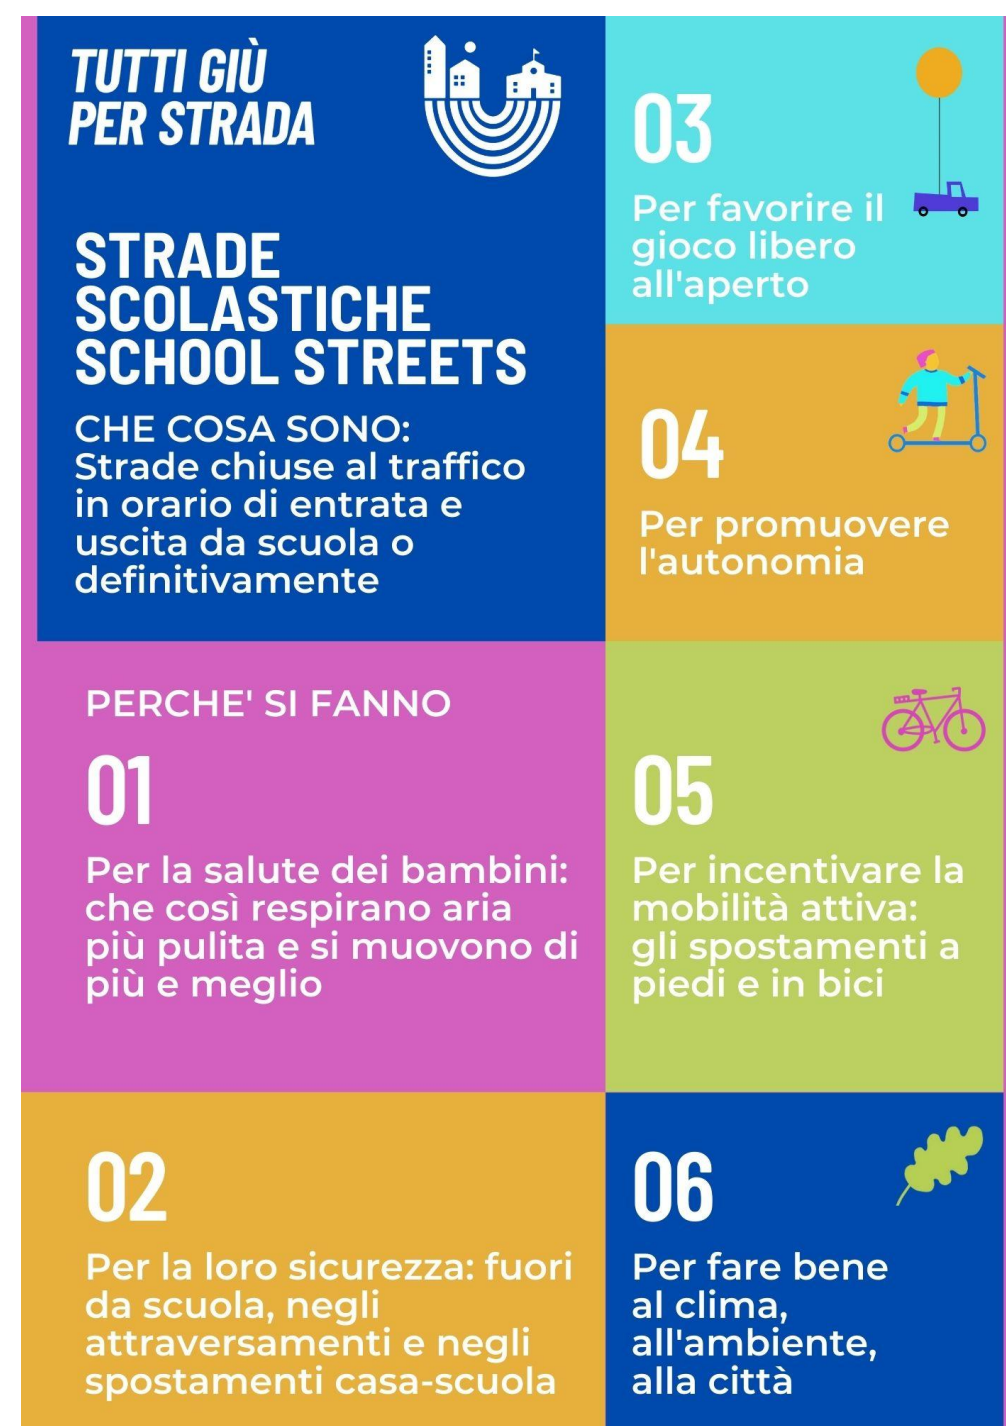 TUTTI GIÙ
PER STRADA
STRADE
SCOLASTICHE
SCHOOL STREETS
CHE COSA SONO:
Strade chiuse al traffico
in orario di entrata e
uscita da scuola o
definitivamente
PERCHE' SI FANNO
01
Per la salute dei bambini:
che così respirano aria
più pulita e si muovono di
più e meglio
02
Per la loro sicurezza: fuori
da scuola, negli
attraversamenti e negli
spostamenti casa-scuola
03
Per favorire il
gioco libero
all'aperto
04
Per promuovere
l'autonomia
05
Per incentivare la
mobilità attiva:
gli spostamenti a
piedi e in bici
06
Per fare bene
al clima,
all'ambiente,
alla città